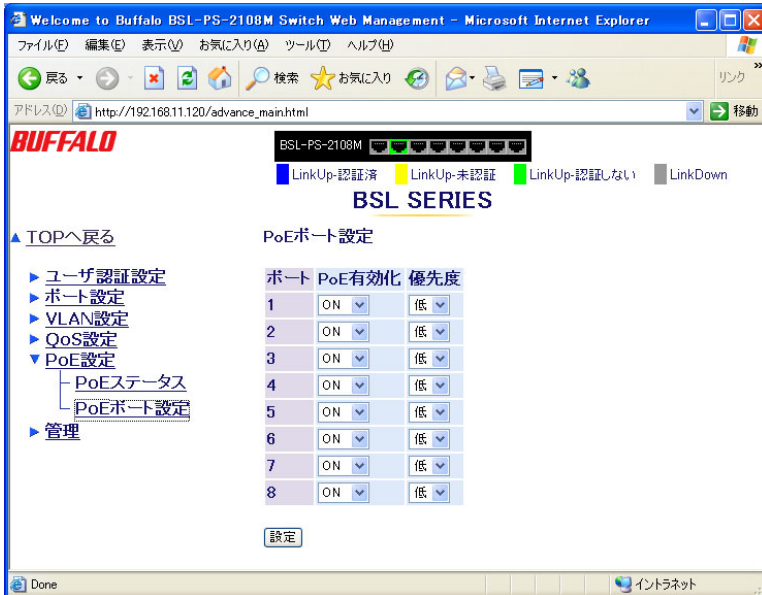 Welcome to Buffalo BSL-PS-2108M Switch Web Management - Microsoft Internet Explorer
ファイル(F) 編集(E) 表示(V) お気に入り(A) ツール(T) ヘルプ(H)
戻る 検索 お気に入り リンク
アドレス(D) http://192.168.11.120/advance_main.html 移動
BUFFALO
BSL-PS-2108M
LinkUp-認証済 LinkUp-未認証 LinkUp-認証しない LinkDown
BSL SERIES
TOPへ戻る
ユーザ認証設定
ポート設定
VLAN設定
QoS設定
PoE設定
PoEステータス
PoEポート設定
管理
PoEポート設定
ポート PoE有効化 優先度
1 ON 低
2 ON 低
3 ON 低
4 ON 低
5 ON 低
6 ON 低
7 ON 低
8 ON 低
設定
Done イントラネット